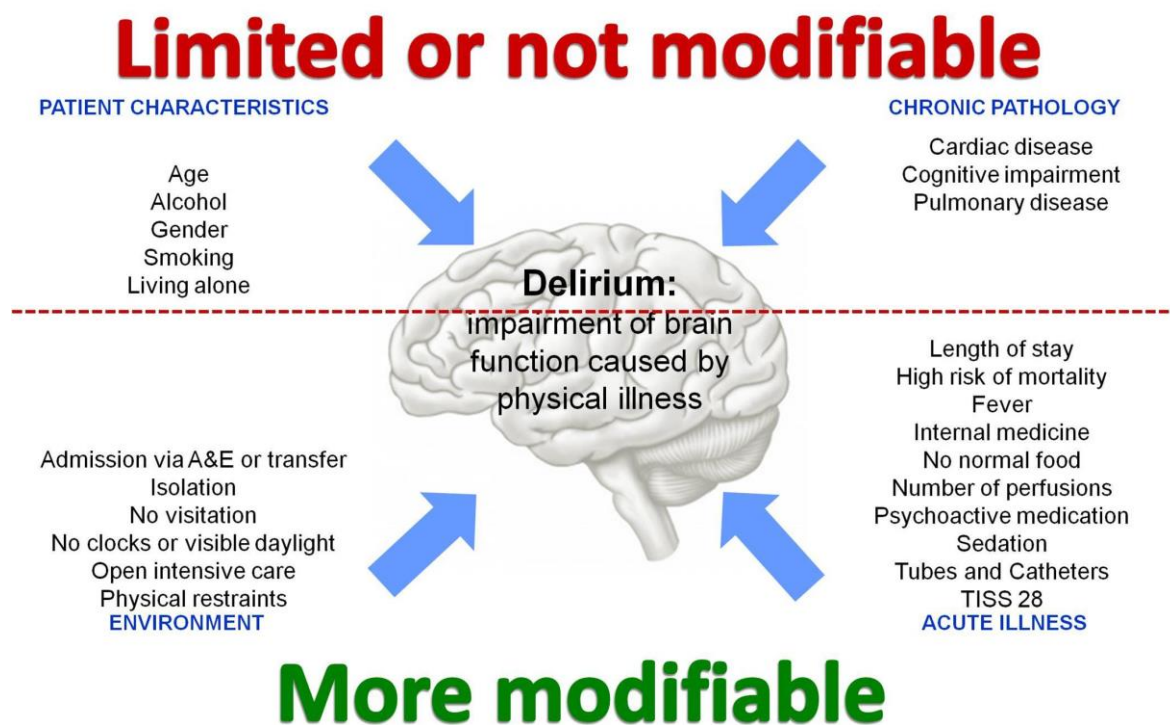 Limited or not modifiable
PATIENT CHARACTERISTICS
Age
Alcohol
Gender
Smoking
Living alone
CHRONIC PATHOLOGY
Cardiac disease
Cognitive impairment
Pulmonary disease
Delirium:
impairment of brain
function caused by
physical illness
Admission via A&E or transfer
Isolation
No visitation
No clocks or visible daylight
Open intensive care
Physical restraints
ENVIRONMENT
Length of stay
High risk of mortality
Fever
Internal medicine
No normal food
Number of perfusions
Psychoactive medication
Sedation
Tubes and Catheters
TISS 28
ACUTE ILLNESS
More modifiable